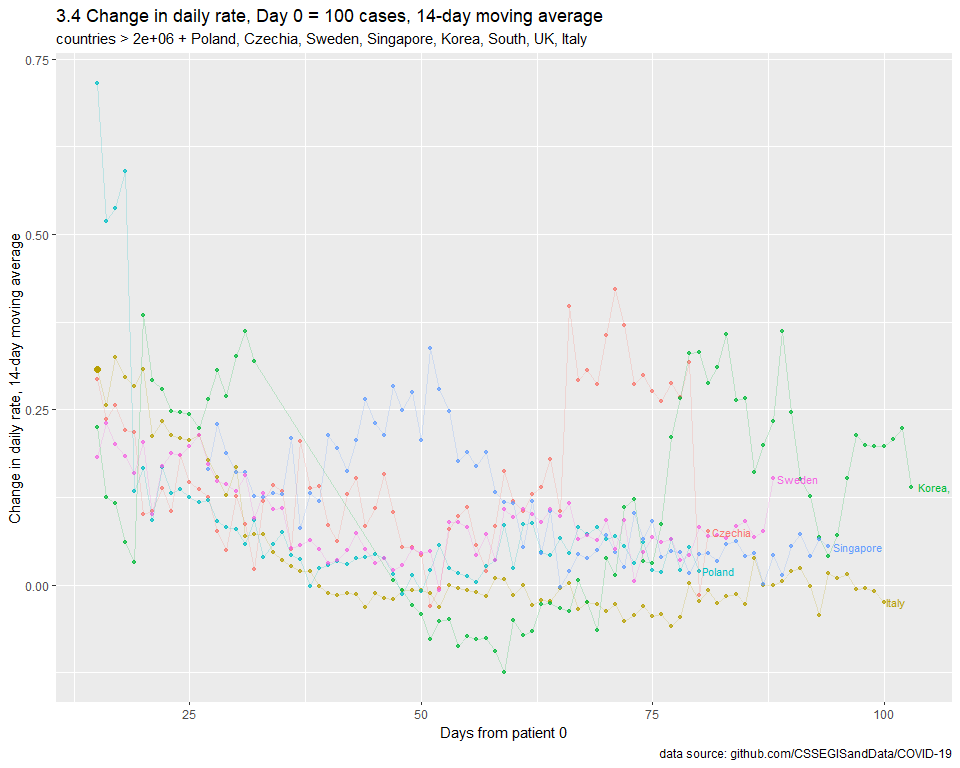 3.4 Change in daily rate, Day 0 = 100 cases, 14-day moving average
countries > 2e+06 + Poland, Czechia, Sweden, Singapore, Korea, South, UK, Italy
0.75
0.50
0.25
0.00
Change in daily rate, 14-day moving average
Sweden
Korea,
Czechia
Singapore
Poland
Italy
25
50
75
100
Days from patient 0
data source: github.com/CSSEGISandData/COVID-19